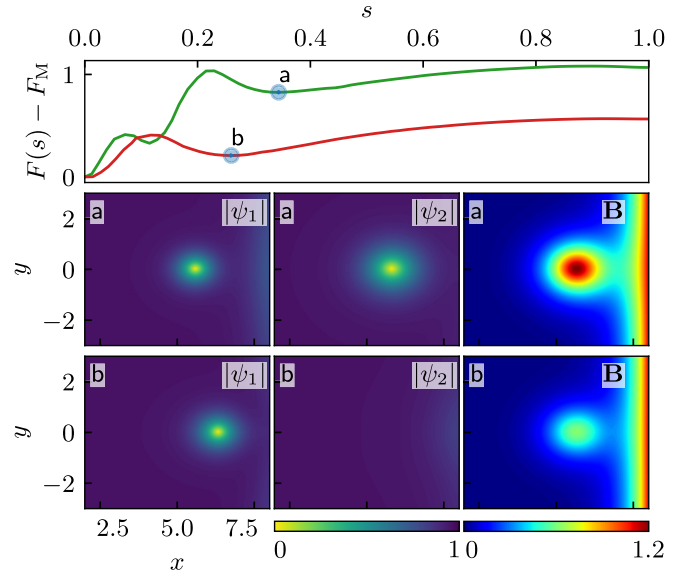 s
0.0 0.2 0.4 0.6 0.8 1.0
F(s) − F_M
1
0
a
b
a |ψ₁| a |ψ₂| a B
y
2
0
−2
b |ψ₁| b |ψ₂| b B
y
2
0
−2
2.5 5.0 7.5
x
0 1 0 1.2